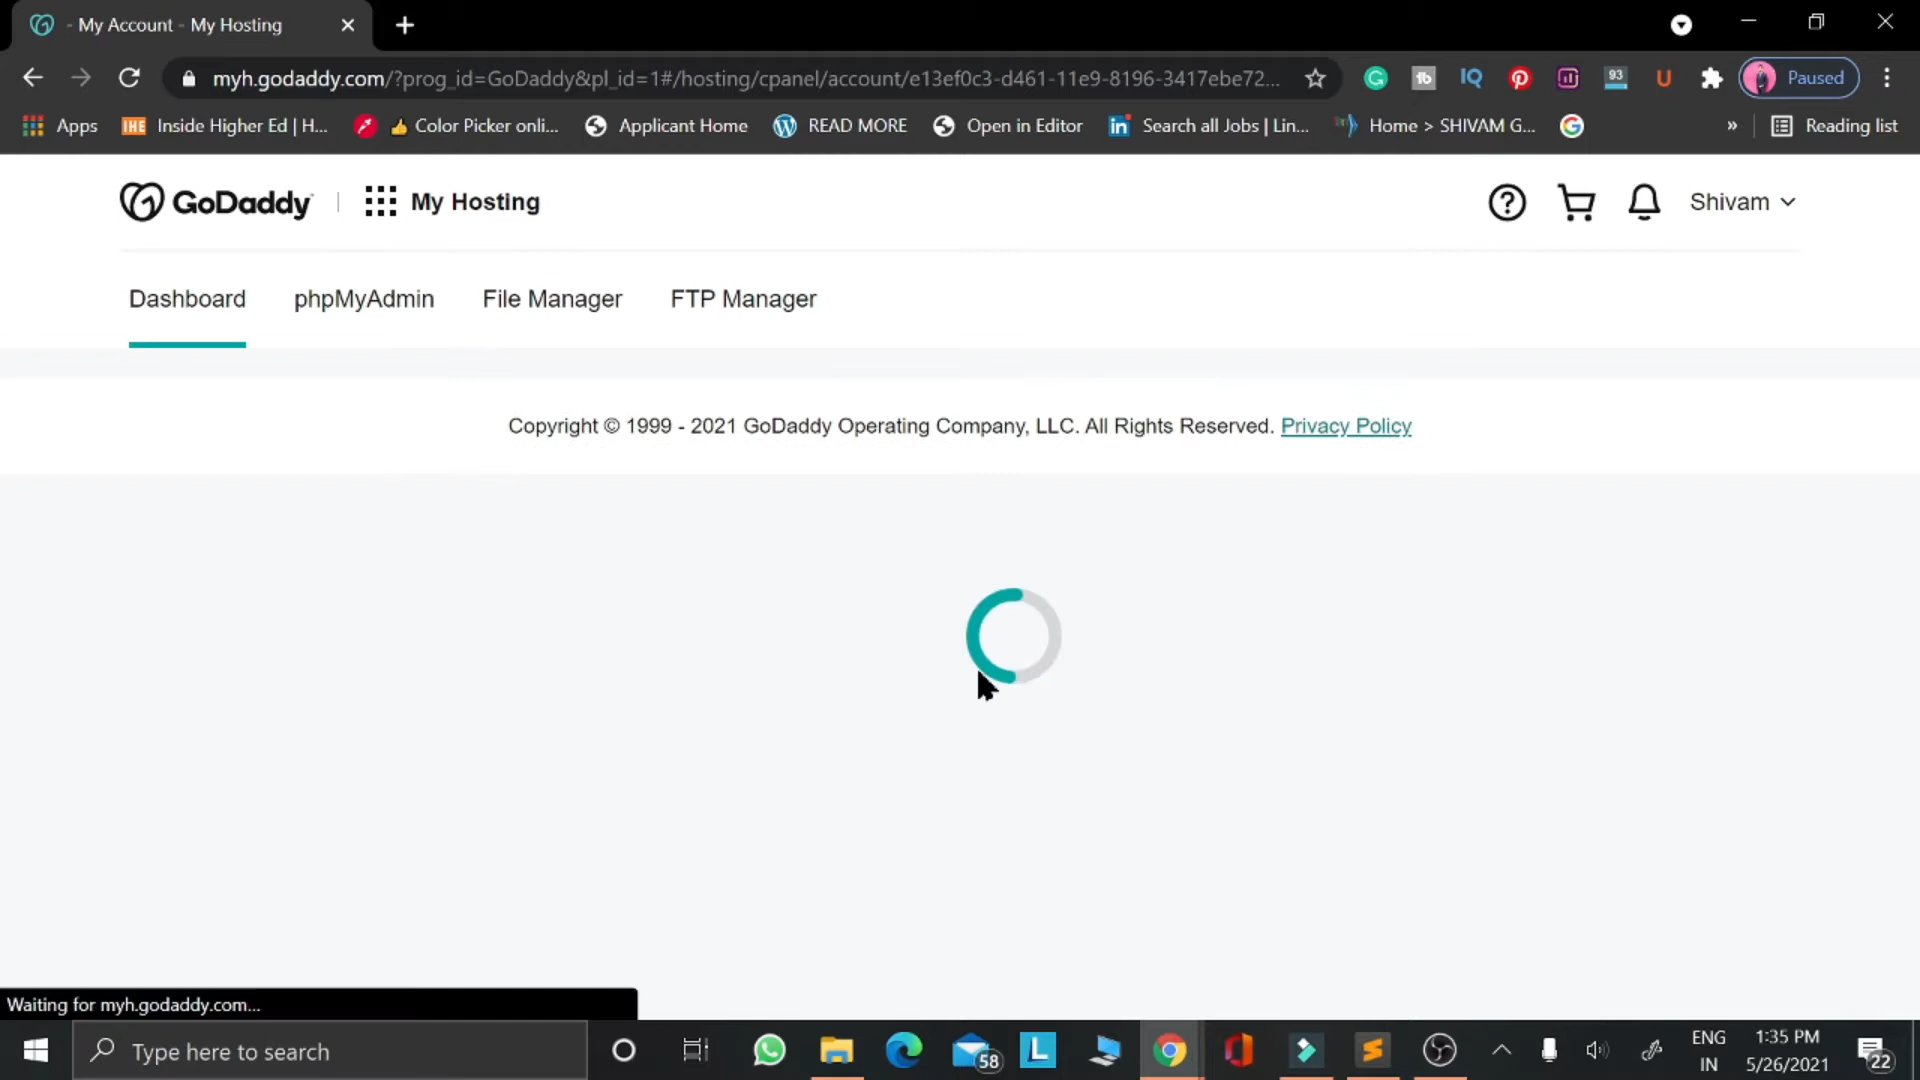 - My Account - My Hosting
myh.godaddy.com/?prog_id=GoDaddy&pl_id=1#/hosting/cpanel/account/e13ef0c3-d461-11e9-8196-3417ebe72...
93
Paused
Apps
Inside Higher Ed | H...
👍 Color Picker onli...
Applicant Home
READ MORE
Open in Editor
Search all Jobs | Lin...
Home > SHIVAM G...
»
Reading list
GoDaddy
My Hosting
Shivam
Dashboard
phpMyAdmin
File Manager
FTP Manager
Copyright © 1999 - 2021 GoDaddy Operating Company, LLC. All Rights Reserved. Privacy Policy
Waiting for myh.godaddy.com...
Type here to search
58
ENG
IN
1:35 PM
5/26/2021
22